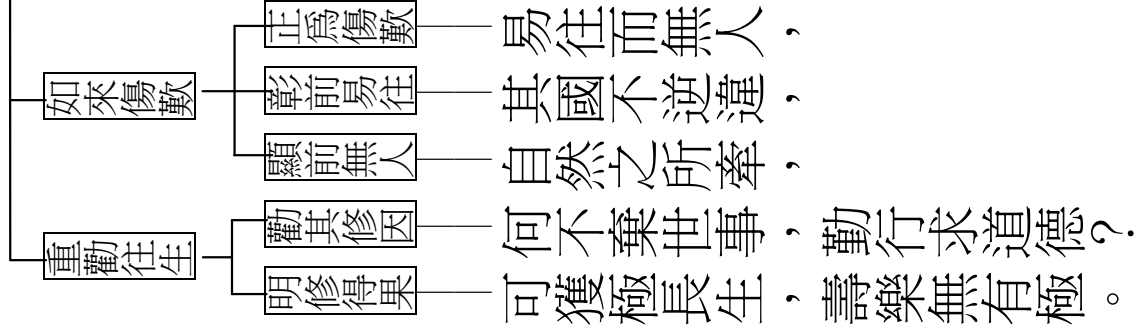 如來傷歎
正爲傷歎
易往而無人，
彰前易往
其國不逆違，
顯前無人
自然之所牽，
重勸往生
勸其修因
何不棄世事，勤行求道德？
明修得果
可獲極長生，壽樂無有極。